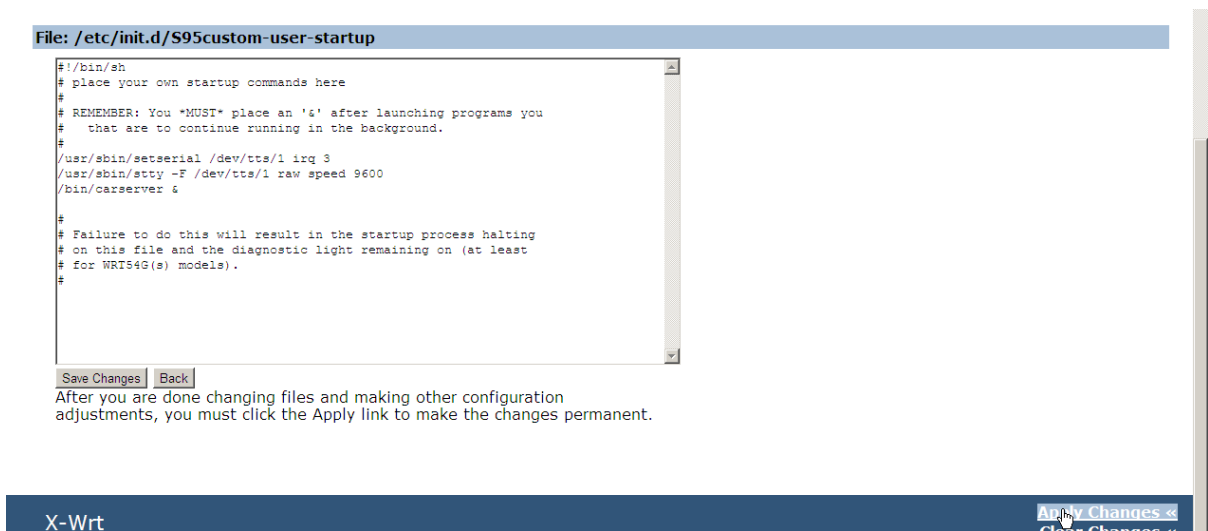 File: /etc/init.d/S95custom-user-startup
#!/bin/sh
# place your own startup commands here
#
# REMEMBER: You *MUST* place an '&' after launching programs you
#   that are to continue running in the background.
#
/usr/sbin/setserial /dev/tts/1 irq 3
/usr/sbin/stty -F /dev/tts/1 raw speed 9600
/bin/carserver &
#
# Failure to do this will result in the startup process halting
# on this file and the diagnostic light remaining on (at least
# for WRT54G(s) models).
#
Save Changes Back
After you are done changing files and making other configuration
adjustments, you must click the Apply link to make the changes permanent.
X-Wrt
Apply Changes «
Clear Changes «